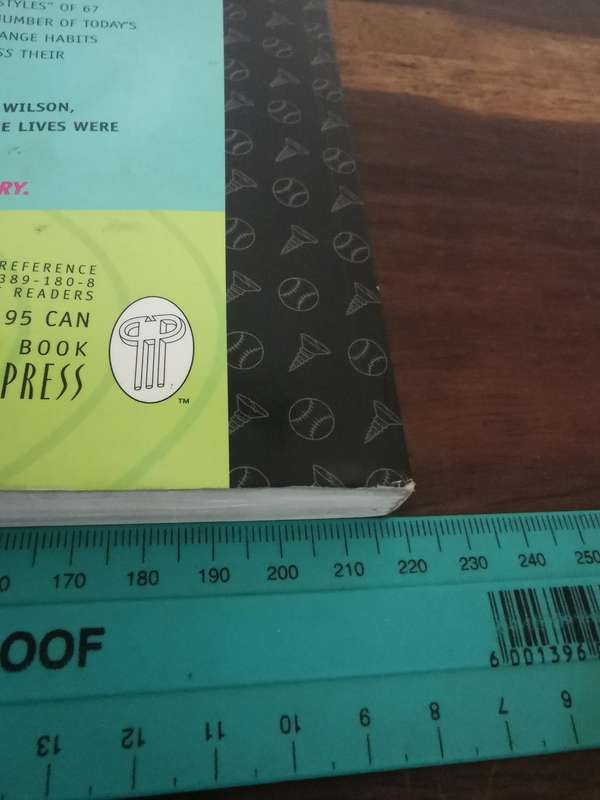 STYLES" OF 67
NUMBER OF TODAY'S
ANGE HABITS
SS THEIR
WILSON,
E LIVES WERE
RY.
REFERENCE
389-180-8
T READERS
95 CAN
BOOK
PRESS
TM
170 180 190 200 210 220 230 240 250
OOF
6 001396
13 12 11 10 9 8 7 6